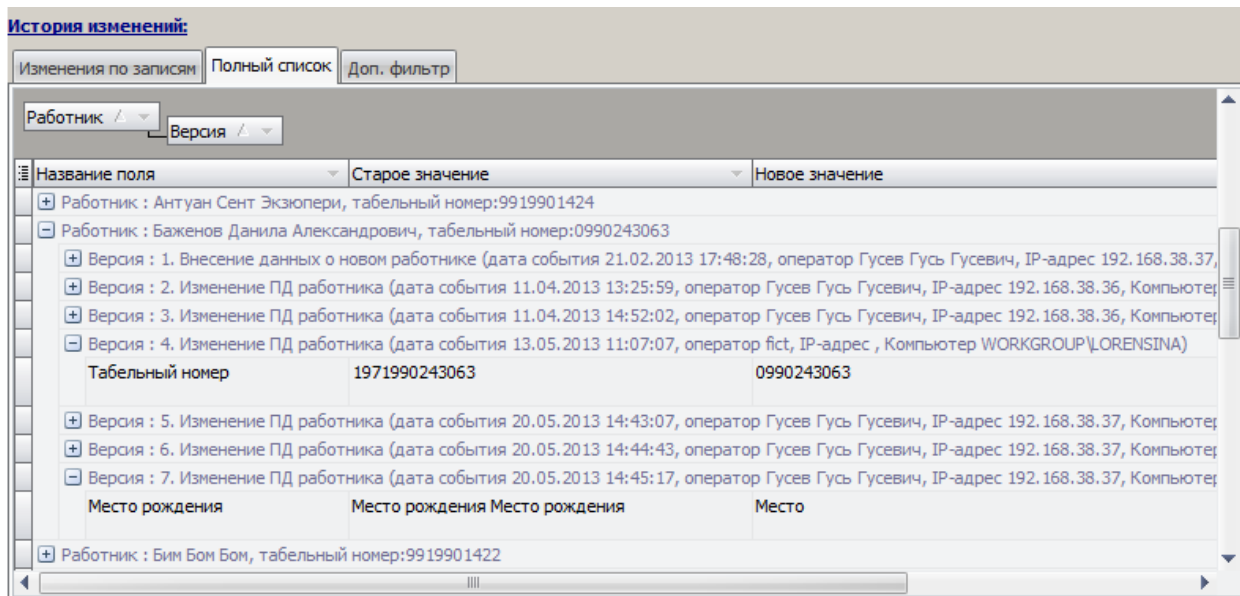 История изменений:
Изменения по записям Полный список Доп. фильтр
Работник
Версия
Название поля Старое значение Новое значение
Работник : Антуан Сент Экзюпери, табельный номер:9919901424
Работник : Баженов Данила Александрович, табельный номер:0990243063
Версия : 1. Внесение данных о новом работнике (дата события 21.02.2013 17:48:28, оператор Гусев Гусь Гусевич, IP-адрес 192.168.38.37,
Версия : 2. Изменение ПД работника (дата события 11.04.2013 13:25:59, оператор Гусев Гусь Гусевич, IP-адрес 192.168.38.36, Компьютер
Версия : 3. Изменение ПД работника (дата события 11.04.2013 14:52:02, оператор Гусев Гусь Гусевич, IP-адрес 192.168.38.36, Компьютер
Версия : 4. Изменение ПД работника (дата события 13.05.2013 11:07:07, оператор fict, IP-адрес , Компьютер WORKGROUP\LORENSINA)
Табельный номер 1971990243063 0990243063
Версия : 5. Изменение ПД работника (дата события 20.05.2013 14:43:07, оператор Гусев Гусь Гусевич, IP-адрес 192.168.38.37, Компьютер
Версия : 6. Изменение ПД работника (дата события 20.05.2013 14:44:43, оператор Гусев Гусь Гусевич, IP-адрес 192.168.38.37, Компьютер
Версия : 7. Изменение ПД работника (дата события 20.05.2013 14:45:17, оператор Гусев Гусь Гусевич, IP-адрес 192.168.38.37, Компьютер
Место рождения Место рождения Место рождения Место
Работник : Бим Бом Бом, табельный номер:9919901422